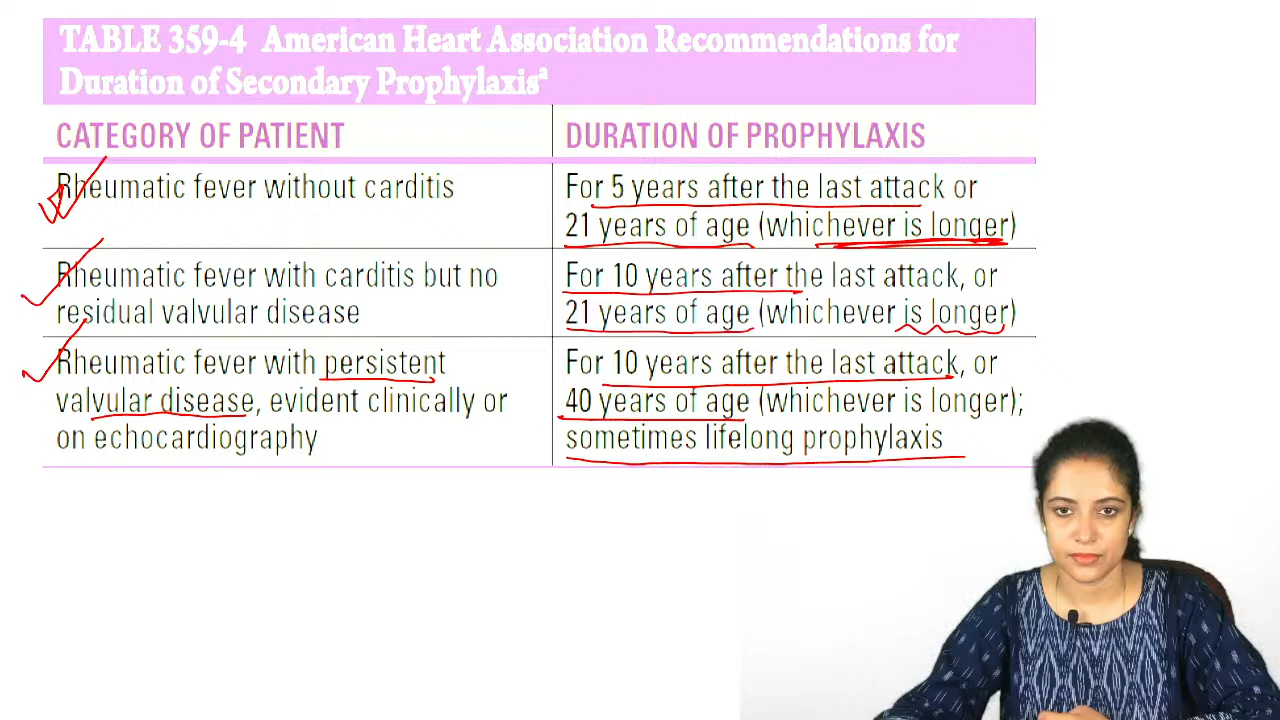 TABLE 359-4 American Heart Association Recommendations for
Duration of Secondary Prophylaxisᵃ
CATEGORY OF PATIENT
DURATION OF PROPHYLAXIS
Rheumatic fever without carditis
For 5 years after the last attack or
21 years of age (whichever is longer)
Rheumatic fever with carditis but no
residual valvular disease
For 10 years after the last attack, or
21 years of age (whichever is longer)
Rheumatic fever with persistent
valvular disease, evident clinically or
on echocardiography
For 10 years after the last attack, or
40 years of age (whichever is longer);
sometimes lifelong prophylaxis